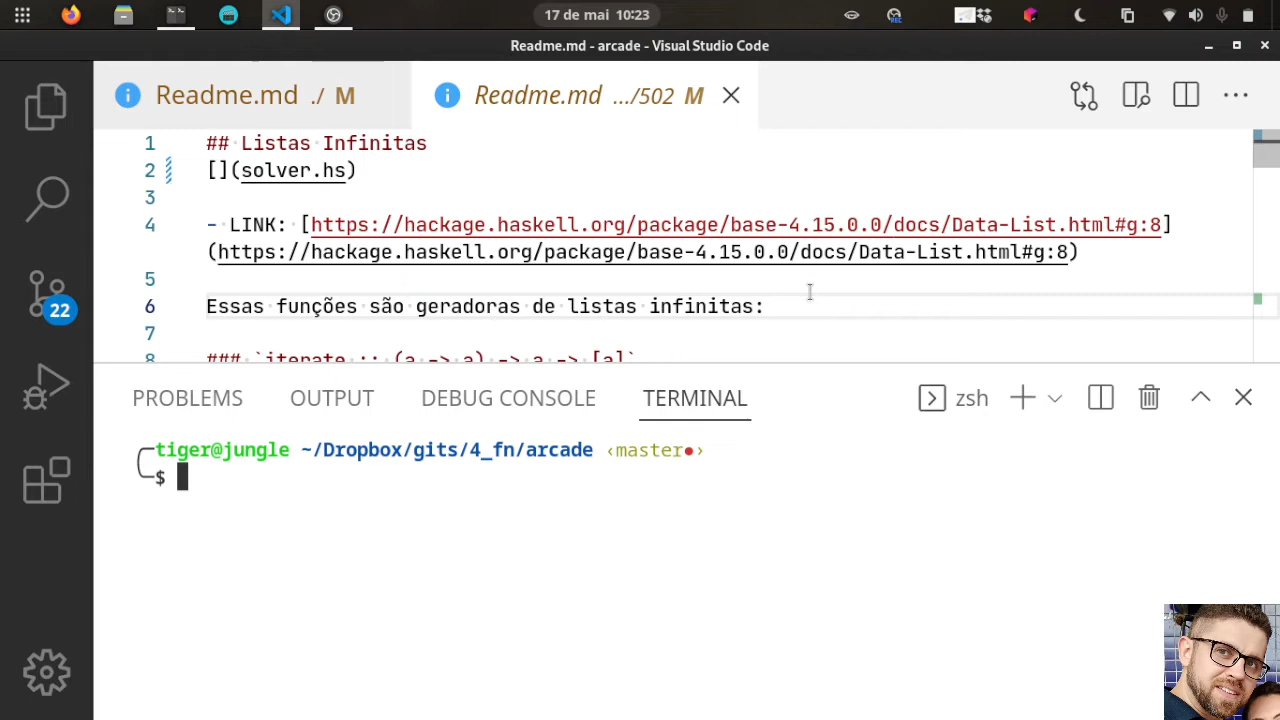 17 de mai 10:23
REC
Readme.md - arcade - Visual Studio Code
Readme.md ./ M
Readme.md .../502 M
1 ## Listas Infinitas
2 [](solver.hs)
3
4 - LINK: [https://hackage.haskell.org/package/base-4.15.0.0/docs/Data-List.html#g:8]
(https://hackage.haskell.org/package/base-4.15.0.0/docs/Data-List.html#g:8)
5
6 Essas funções são geradoras de listas infinitas:
7
8 ### `iterate :: (a -> a) -> a -> [a]`
22
PROBLEMS OUTPUT DEBUG CONSOLE TERMINAL zsh
tiger@jungle ~/Dropbox/gits/4_fn/arcade ‹master●›
$